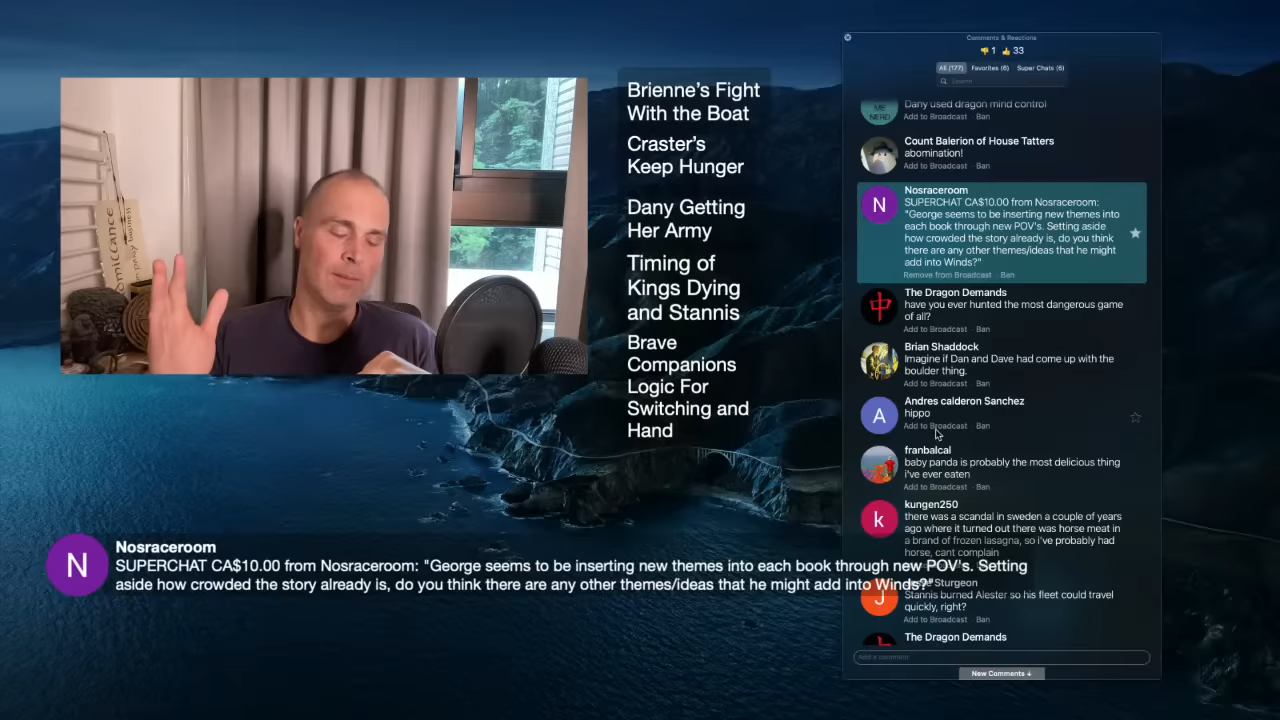 Brienne's Fight
With the Boat
Craster's
Keep Hunger
Dany Getting
Her Army
Timing of
Kings Dying
and Stannis
Brave
Companions
Logic For
Switching and
Hand
Comments & Reactions
👎 1 👍 33
All (177) Favorites (6) Super Chats (6)
Search
ME
NERD
Dany used dragon mind control
Add to Broadcast · Ban
Count Balerion of House Tatters
abomination!
Add to Broadcast · Ban
N
Nosraceroom
SUPERCHAT CA$10.00 from Nosraceroom:
"George seems to be inserting new themes into
each book through new POV's. Setting aside
how crowded the story already is, do you think
there are any other themes/ideas that he might
add into Winds?"
Remove from Broadcast · Ban
The Dragon Demands
have you ever hunted the most dangerous game
of all?
Add to Broadcast · Ban
Brian Shaddock
Imagine if Dan and Dave had come up with the
boulder thing.
Add to Broadcast · Ban
A
Andres calderon Sanchez
hippo
Add to Broadcast · Ban
franbalcal
baby panda is probably the most delicious thing
i've ever eaten
Add to Broadcast · Ban
k
kungen250
there was a scandal in sweden a couple of years
ago where it turned out there was horse meat in
a brand of frozen lasagna, so i've probably had
horse, cant complain
J
Sturgeon
Stannis burned Alester so his fleet could travel
quickly, right?
Add to Broadcast · Ban
The Dragon Demands
Add a comment
New Comments ↓
N
Nosraceroom
SUPERCHAT CA$10.00 from Nosraceroom: "George seems to be inserting new themes into each book through new POV's. Setting
aside how crowded the story already is, do you think there are any other themes/ideas that he might add into Winds?"